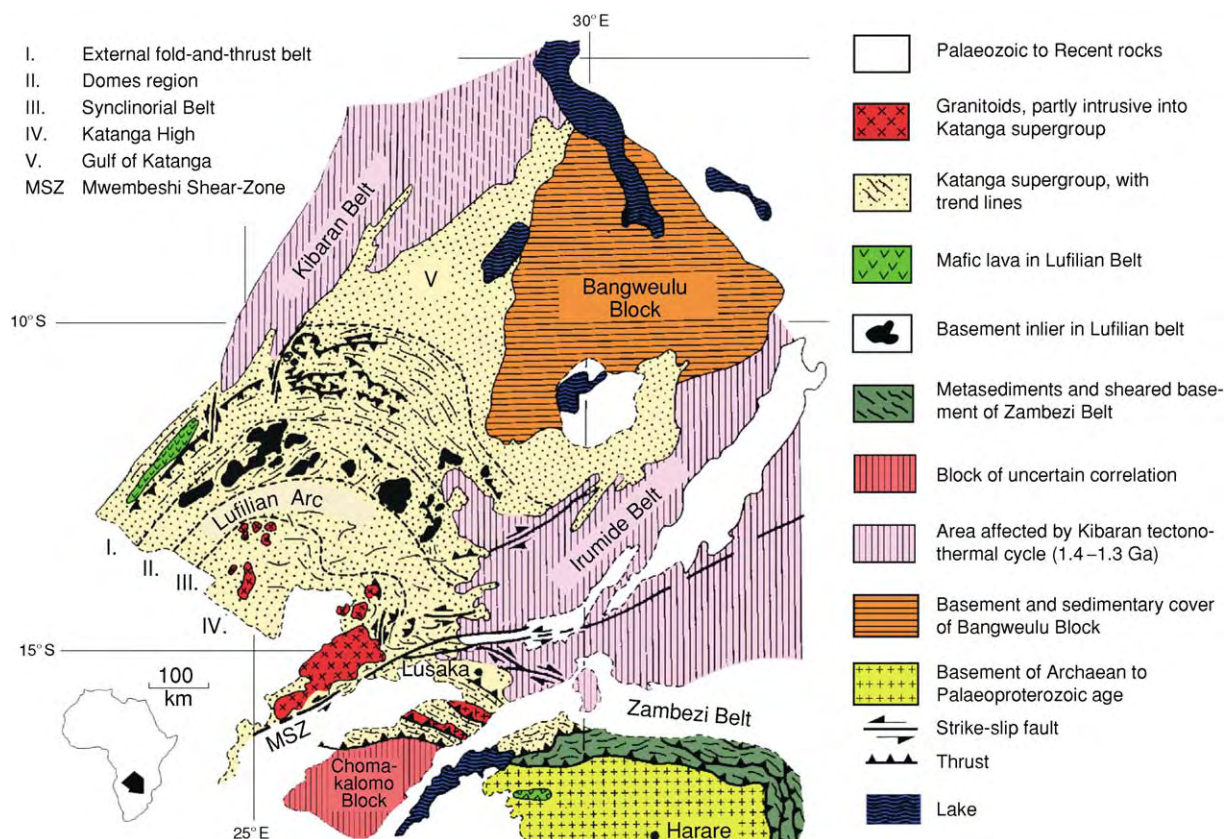 I. External fold-and-thrust belt
II. Domes region
III. Synclinorial Belt
IV. Katanga High
V. Gulf of Katanga
MSZ Mwembeshi Shear-Zone
30°E
10°S
Kibaran Belt
V
Bangweulu
Block
Lufilian Arc
Irumide Belt
I.
II.
III.
IV.
15°S
100
km
Lusaka
MSZ
Zambezi Belt
Choma-
kalomo
Block
25°E
Harare
Palaeozoic to Recent rocks
Granitoids, partly intrusive into
Katanga supergroup
Katanga supergroup, with
trend lines
Mafic lava in Lufilian Belt
Basement inlier in Lufilian belt
Metasediments and sheared base-
ment of Zambezi Belt
Block of uncertain correlation
Area affected by Kibaran tectono-
thermal cycle (1.4–1.3 Ga)
Basement and sedimentary cover
of Bangweulu Block
Basement of Archaean to
Palaeoproterozoic age
Strike-slip fault
Thrust
Lake